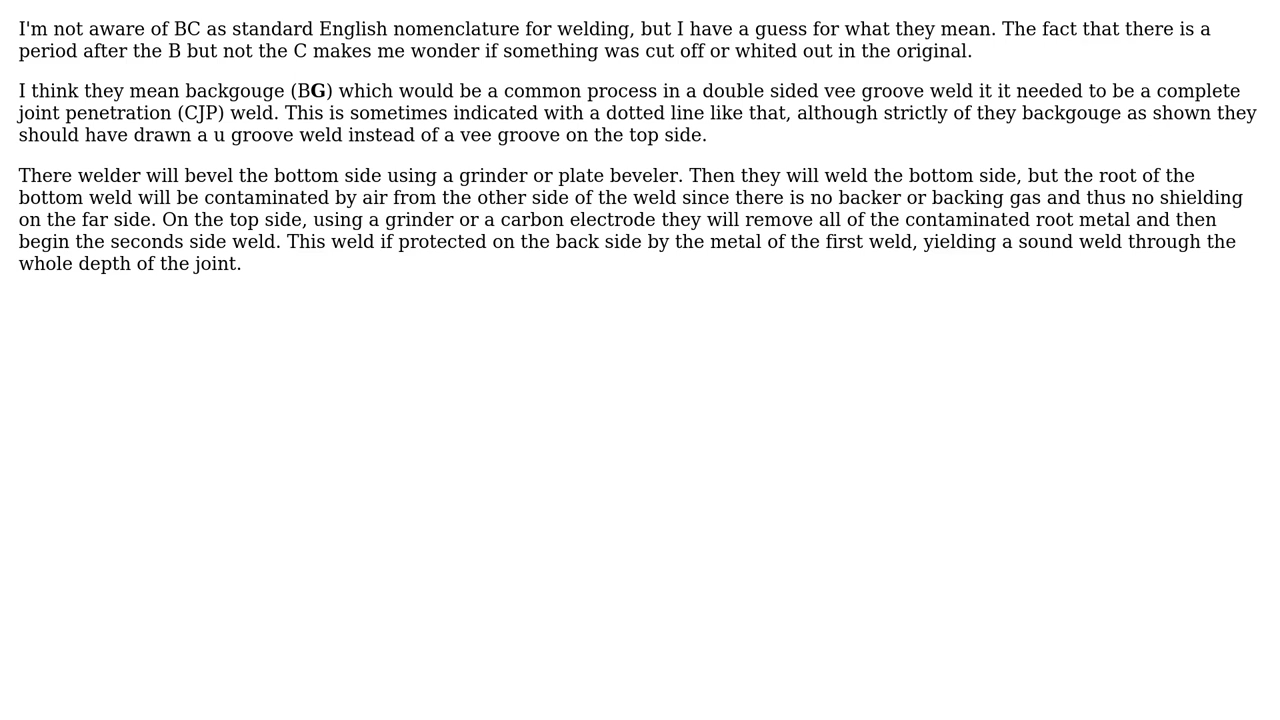 I'm not aware of BC as standard English nomenclature for welding, but I have a guess for what they mean. The fact that there is a
period after the B but not the C makes me wonder if something was cut off or whited out in the original.
I think they mean backgouge (BG) which would be a common process in a double sided vee groove weld it it needed to be a complete
joint penetration (CJP) weld. This is sometimes indicated with a dotted line like that, although strictly of they backgouge as shown they
should have drawn a u groove weld instead of a vee groove on the top side.
There welder will bevel the bottom side using a grinder or plate beveler. Then they will weld the bottom side, but the root of the
bottom weld will be contaminated by air from the other side of the weld since there is no backer or backing gas and thus no shielding
on the far side. On the top side, using a grinder or a carbon electrode they will remove all of the contaminated root metal and then
begin the seconds side weld. This weld if protected on the back side by the metal of the first weld, yielding a sound weld through the
whole depth of the joint.